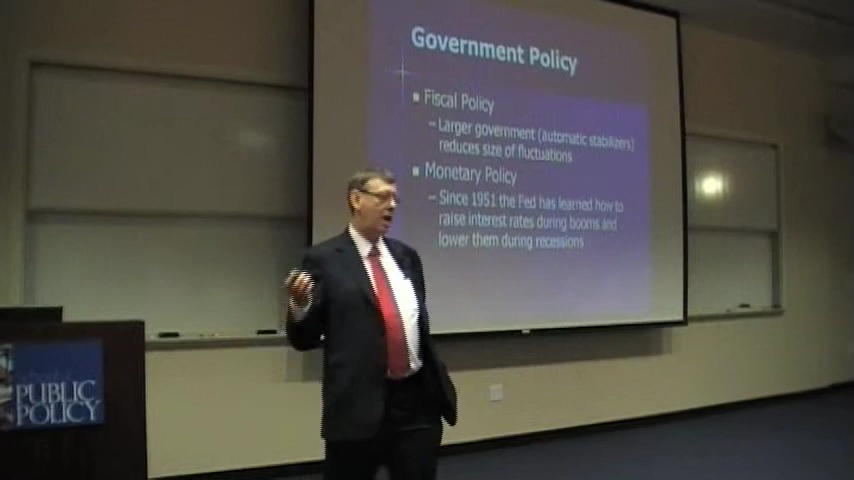 Government Policy
Fiscal Policy
– Larger government (automatic stabilizers)
reduces size of fluctuations
Monetary Policy
– Since 1951 the Fed has learned how to
raise interest rates during booms and
lower them during recessions
PUBLIC
POLICY